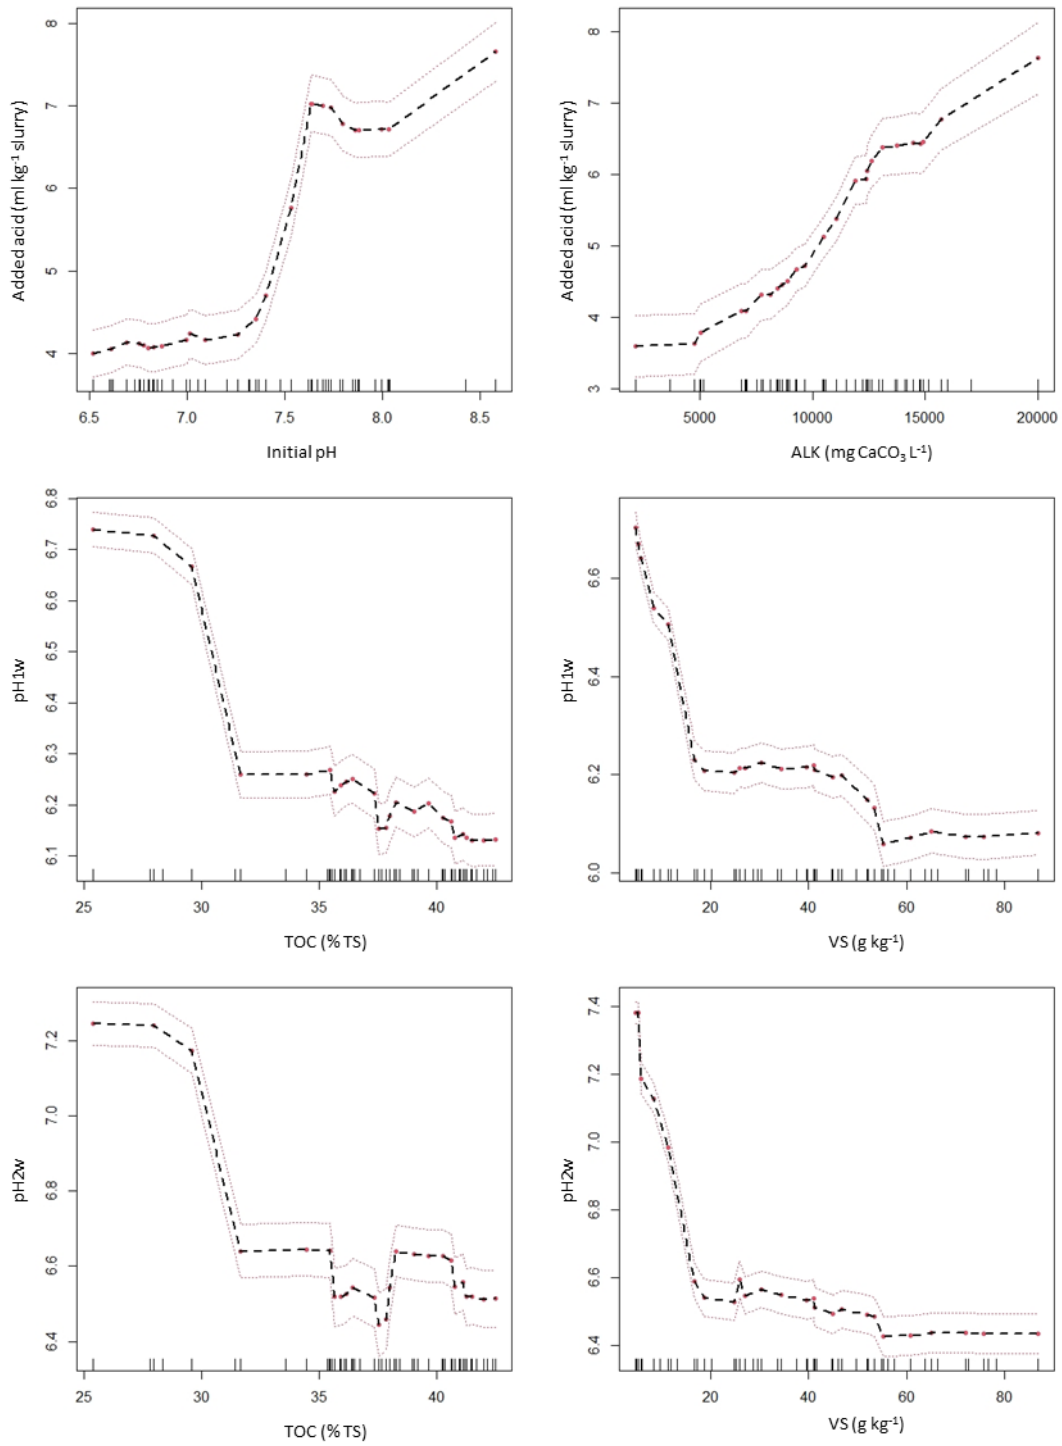 8
7
6
5
4
Added acid (ml kg⁻¹ slurry)
6.5 7.0 7.5 8.0 8.5
Initial pH
8
7
6
5
4
3
Added acid (ml kg⁻¹ slurry)
5000 10000 15000 20000
ALK (mg CaCO₃ L⁻¹)
6.8
6.7
6.6
6.5
6.4
6.3
6.2
6.1
pH1w
25 30 35 40
TOC (% TS)
6.6
6.4
6.2
6.0
pH1w
20 40 60 80
VS (g kg⁻¹)
7.2
7.0
6.8
6.6
6.4
pH2w
25 30 35 40
TOC (% TS)
7.4
7.2
7.0
6.8
6.6
6.4
pH2w
20 40 60 80
VS (g kg⁻¹)